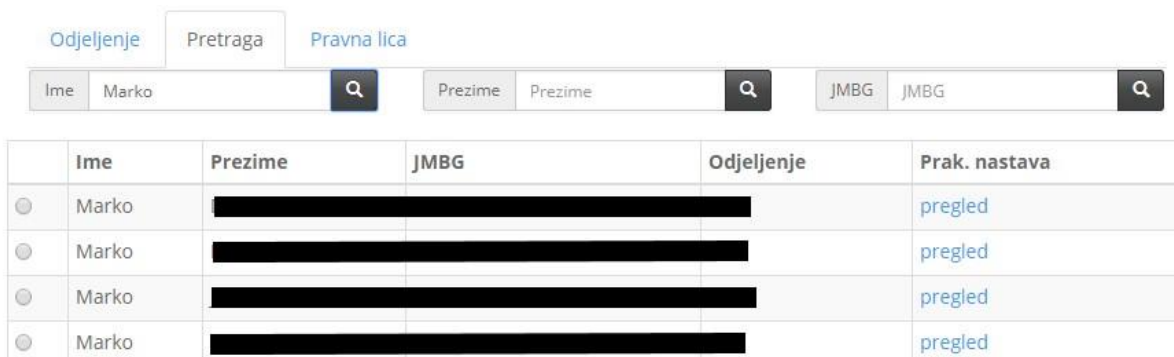 Odjeljenje Pretraga Pravna lica
Ime Marko Prezime Prezime JMBG JMBG
Ime Prezime JMBG Odjeljenje Prak. nastava
Marko pregled
Marko pregled
Marko pregled
Marko pregled